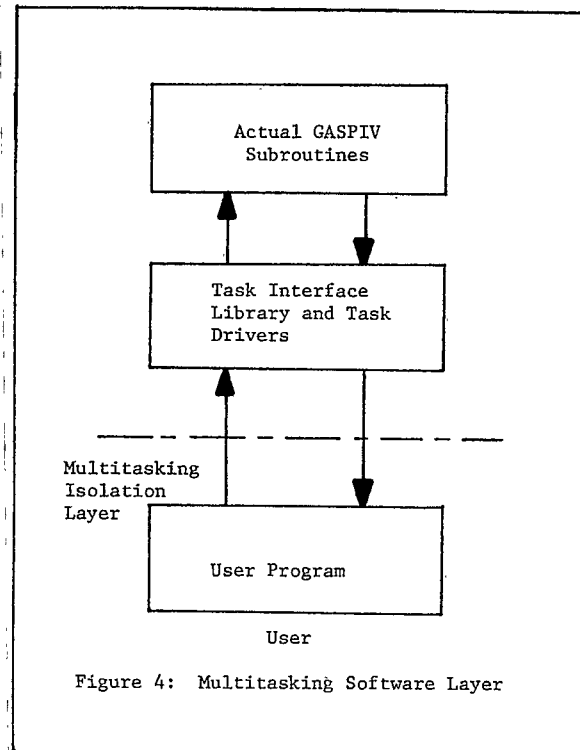 Actual GASPIV
Subroutines
Task Interface
Library and Task
Drivers
Multitasking
Isolation
Layer
User Program
User
Figure 4: Multitasking Software Layer